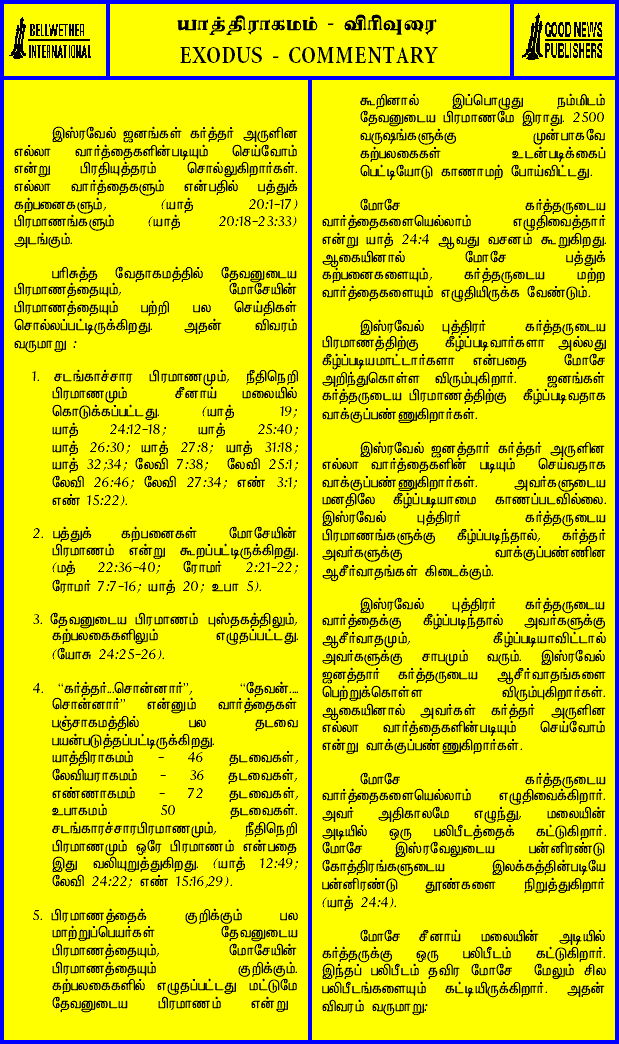 BELLWETHER
INTERNATIONAL
யாத்திராகமம் - விரிவுரை
EXODUS - COMMENTARY
GOOD NEWS
PUBLISHERS
இஸ்ரவேல் ஜனங்கள் கர்த்தர் அருளின
எல்லா வார்த்தைகளின்படியும் செய்வோம்
என்று பிரதியுத்தரம் சொல்லுகிறார்கள்.
எல்லா வார்த்தைகளும் என்பதில் பத்துக்
கற்பனைகளும், (யாத் 20:1-17)
பிரமாணங்களும் (யாத் 20:18-23:33)
அடங்கும்.
பரிசுத்த வேதாகமத்தில் தேவனுடைய
பிரமாணத்தையும், மோசேயின்
பிரமாணத்தையும் பற்றி பல செய்திகள்
சொல்லப்பட்டிருக்கிறது. அதன் விவரம்
வருமாறு :
1. சடங்காச்சார பிரமாணமும், நீதிநெறி
பிரமாணமும் சீனாய் மலையில்
கொடுக்கப்பட்டது. (யாத் 19;
யாத் 24:12-18; யாத் 25:40;
யாத் 26:30; யாத் 27:8; யாத் 31:18;
யாத் 32,34; லேவி 7:38; லேவி 25:1;
லேவி 26:46; லேவி 27:34; எண் 3:1;
எண் 15:22).
2. பத்துக் கற்பனைகள் மோசேயின்
பிரமாணம் என்று கூறப்பட்டிருக்கிறது.
(மத் 22:36-40; ரோமர் 2:21-22;
ரோமர் 7:7-16; யாத் 20; உபா 5).
3. தேவனுடைய பிரமாணம் புஸ்தகத்திலும்,
கற்பலகைகளிலும் எழுதப்பட்டது.
(யோசு 24:25-26).
4. "கர்த்தர்...சொன்னார்", "தேவன்....
சொன்னார்" என்னும் வார்த்தைகள்
பஞ்சாகமத்தில் பல தடவை
பயன்படுத்தப்பட்டிருக்கிறது.
யாத்திராகமம் - 46 தடவைகள்,
லேவியராகமம் - 36 தடவைகள்,
எண்ணாகமம் - 72 தடவைகள்,
உபாகமம் 50 தடவைகள்.
சடங்காரச்சாரபிரமாணமும், நீதிநெறி
பிரமாணமும் ஒரே பிரமாணம் என்பதை
இது வலியுறுத்துகிறது. (யாத் 12:49;
லேவி 24:22; எண் 15:16,29).
5. பிரமாணத்தைக் குறிக்கும் பல
மாற்றுப்பெயர்கள் தேவனுடைய
பிரமாணத்தையும், மோசேயின்
பிரமாணத்தையும் குறிக்கும்.
கற்பலகைகளில் எழுதப்பட்டது மட்டுமே
தேவனுடைய பிரமாணம் என்று
கூறினால் இப்பொழுது நம்மிடம்
தேவனுடைய பிரமாணமே இராது. 2500
வருஷங்களுக்கு முன்பாகவே
கற்பலகைகள் உடன்படிக்கைப்
பெட்டியோடு காணாமற் போய்விட்டது.
மோசே கர்த்தருடைய
வார்த்தைகளையெல்லாம் எழுதிவைத்தார்
என்று யாத் 24:4 ஆவது வசனம் கூறுகிறது.
ஆகையினால் மோசே பத்துக்
கற்பனைகளையும், கர்த்தருடைய மற்ற
வார்த்தைகளையும் எழுதியிருக்க வேண்டும்.
இஸ்ரவேல் புத்திரர் கர்த்தருடைய
பிரமாணத்திற்கு கீழ்ப்படிவார்களா அல்லது
கீழ்ப்படியமாட்டார்களா என்பதை மோசே
அறிந்துகொள்ள விரும்புகிறார். ஜனங்கள்
கர்த்தருடைய பிரமாணத்திற்கு கீழ்ப்படிவதாக
வாக்குப்பண்ணுகிறார்கள்.
இஸ்ரவேல் ஜனத்தார் கர்த்தர் அருளின
எல்லா வார்த்தைகளின் படியும் செய்வதாக
வாக்குப்பண்ணுகிறார்கள். அவர்களுடைய
மனதிலே கீழ்ப்படியாமை காணப்படவில்லை.
இஸ்ரவேல் புத்திரர் கர்த்தருடைய
பிரமாணங்களுக்கு கீழ்ப்படிந்தால், கர்த்தர்
அவர்களுக்கு வாக்குப்பண்ணின
ஆசீர்வாதங்கள் கிடைக்கும்.
இஸ்ரவேல் புத்திரர் கர்த்தருடைய
வார்த்தைக்கு கீழ்ப்படிந்தால் அவர்களுக்கு
ஆசீர்வாதமும், கீழ்ப்படியாவிட்டால்
அவர்களுக்கு சாபமும் வரும். இஸ்ரவேல்
ஜனத்தார் கர்த்தருடைய ஆசீர்வாதங்களை
பெற்றுக்கொள்ள விரும்புகிறார்கள்.
ஆகையினால் அவர்கள் கர்த்தர் அருளின
எல்லா வார்த்தைகளின்படியும் செய்வோம்
என்று வாக்குப்பண்ணுகிறார்கள்.
மோசே கர்த்தருடைய
வார்த்தைகளையெல்லாம் எழுதிவைக்கிறார்.
அவர் அதிகாலமே எழுந்து, மலையின்
அடியில் ஒரு பலிபீடத்தைக் கட்டுகிறார்.
மோசே இஸ்ரவேலுடைய பன்னிரண்டு
கோத்திரங்களுடைய இலக்கத்தின்படியே
பன்னிரண்டு தூண்களை நிறுத்துகிறார்
(யாத் 24:4).
மோசே சீனாய் மலையின் அடியில்
கர்த்தருக்கு ஒரு பலிபீடம் கட்டுகிறார்.
இந்தப் பலிபீடம் தவிர மோசே மேலும் சில
பலிபீடங்களையும் கட்டியிருக்கிறார். அதன்
விவரம் வருமாறு: